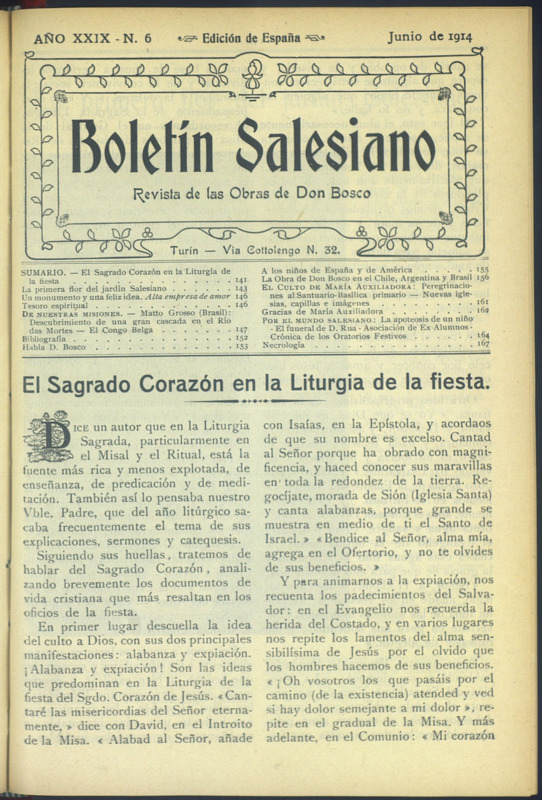 AÑO XXIX - N. 6
Edición de España
Junio de 1914
Boletín Salesiano
Revista de las Obras de Don Bosco
Turín — Via Cottolengo N. 32.
SUMARIO. — El Sagrado Corazón en la Liturgia de
la fiesta . . . . . . . 141
La primera flor del jardín Salesiano . . . . . 143
Un monumento y una feliz idea. Alta empresa de amor 146
Tesoro espiritual . . . . . . . 146
DE NUESTRAS MISIONES. — Matto Grosso (Brasil):
Descubrimiento de una gran cascada en el Río
das Mortes — El Congo Belga . . . . . 147
Bibliografía . . . . . . . 152
Habla D. Bosco . . . . . . . 153
A los niños de España y de América . . . . . 155
La Obra de Don Bosco en el Chile, Argentina y Brasil 156
EL CULTO DE MARÍA AUXILIADORA: Peregrinacio-
nes al Santuario-Basílica primario — Nuevas igle-
sias, capillas e imágenes . . . . . 161
Gracias de María Auxiliadora . . . . . 162
POR EL MUNDO SALESIANO: La apoteosis de un niño
- El funeral de D. Rua - Asociación de Ex-Alumnos -
Crónica de los Oratorios Festivos . . . . . 164
Necrología . . . . . . . 167
El Sagrado Corazón en la Liturgia de la fiesta.
DICE un autor que en la Liturgia
Sagrada, particularmente en
el Misal y el Ritual, está la
fuente más rica y menos explotada, de
enseñanza, de predicación y de medi-
tación. También así lo pensaba nuestro
Vble. Padre, que del año litúrgico sa-
caba frecuentemente el tema de sus
explicaciones, sermones y catequesis.
Siguiendo sus huellas, tratemos de
hablar del Sagrado Corazón, anali-
zando brevemente los documentos de
vida cristiana que más resaltan en los
oficios de la fiesta.
En primer lugar descuella la idea
del culto a Dios, con sus dos principales
manifestaciones: alabanza y expiación.
¡Alabanza y expiación! Son las ideas
que predominan en la Liturgia de la
fiesta del Sgdo. Corazón de Jesús. « Can-
taré las misericordias del Señor eterna-
mente, » dice con David, en el Introito
de la Misa. « Alabad al Señor, añade
con Isaías, en la Epístola, y acordaos
de que su nombre es excelso. Cantad
al Señor porque ha obrado con magni-
ficencia, y haced conocer sus maravillas
en toda la redondez de la tierra. Re-
gocíjate, morada de Sión (Iglesia Santa)
y canta alabanzas, porque grande se
muestra en medio de ti el Santo de
Israel. » « Bendice al Señor, alma mía,
agrega en el Ofertorio, y no te olvides
de sus beneficios. »
Y para animarnos a la expiación, nos
recuenta los padecimientos del Salva-
dor: en el Evangelio nos recuerda la
herida del Costado, y en varios lugares
nos repite los lamentos del alma sen-
sibilísima de Jesús por el olvido que
los hombres hacemos de sus beneficios.
« ¡Oh vosotros los que pasáis por el
camino (de la existencia) atended y ved
si hay dolor semejante a mi dolor », re-
pite en el gradual de la Misa. Y más
adelante, en el Comunio: « Mi corazón